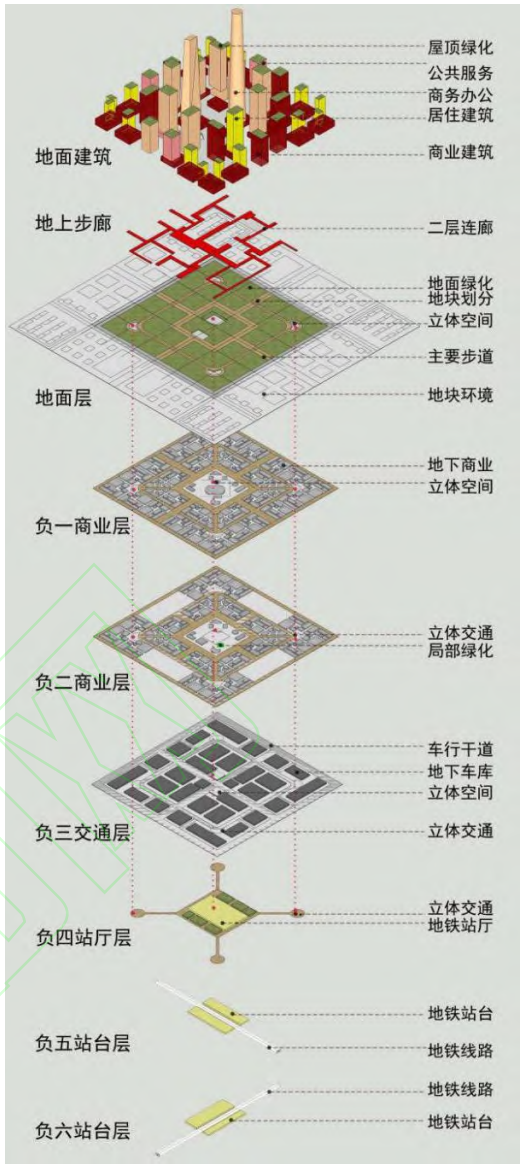 屋顶绿化
公共服务
商务办公
居住建筑
商业建筑
地面建筑
地上步廊
二层连廊
地面绿化
地块划分
立体空间
主要步道
地块环境
地面层
地下商业
立体空间
负一商业层
立体交通
局部绿化
负二商业层
车行干道
地下车库
立体空间
立体交通
负三交通层
立体交通
地铁站厅
负四站厅层
地铁站台
地铁线路
负五站台层
地铁线路
地铁站台
负六站台层